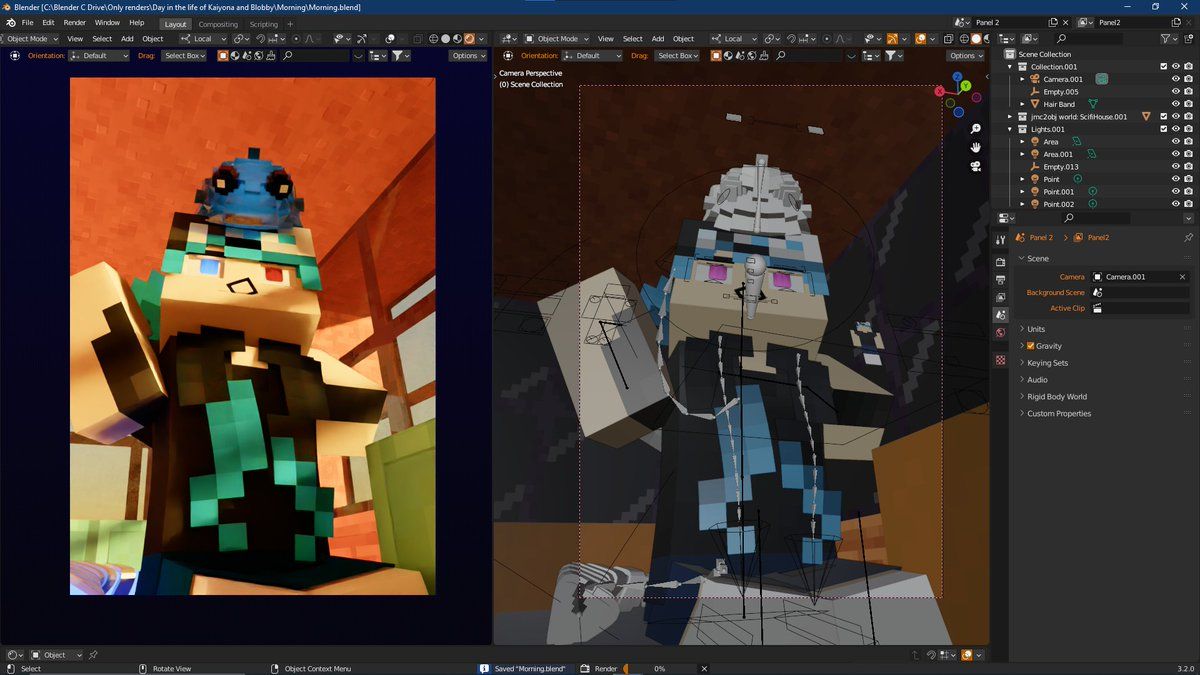 Blender [C:\Blender C Drive\Only renders\Day in the life of Kaiyona and Blobby\Morning\Morning.blend]
File Edit Render Window Help Layout Compositing Scripting + Panel 2 Panel2
Object Mode View Select Add Object Local Object Mode View Select Add Object Local
Orientation: Default Drag: Select Box Options Orientation: Default Drag: Select Box Options
Camera Perspective
(0) Scene Collection
Z
Y
X
Scene Collection
Collection.001
Camera.001
Empty.005
Hair Band
jmc2obj world: ScifiHouse.001
Lights.001
Area
Area.001
Empty.013
Point
Point.001
Point.002
Panel 2 > Panel2
Scene
Camera Camera.001
Background Scene
Active Clip
Units
Gravity
Keying Sets
Audio
Rigid Body World
Custom Properties
Object
Select Rotate View Object Context Menu Saved "Morning.blend" Render 0% 3.2.0